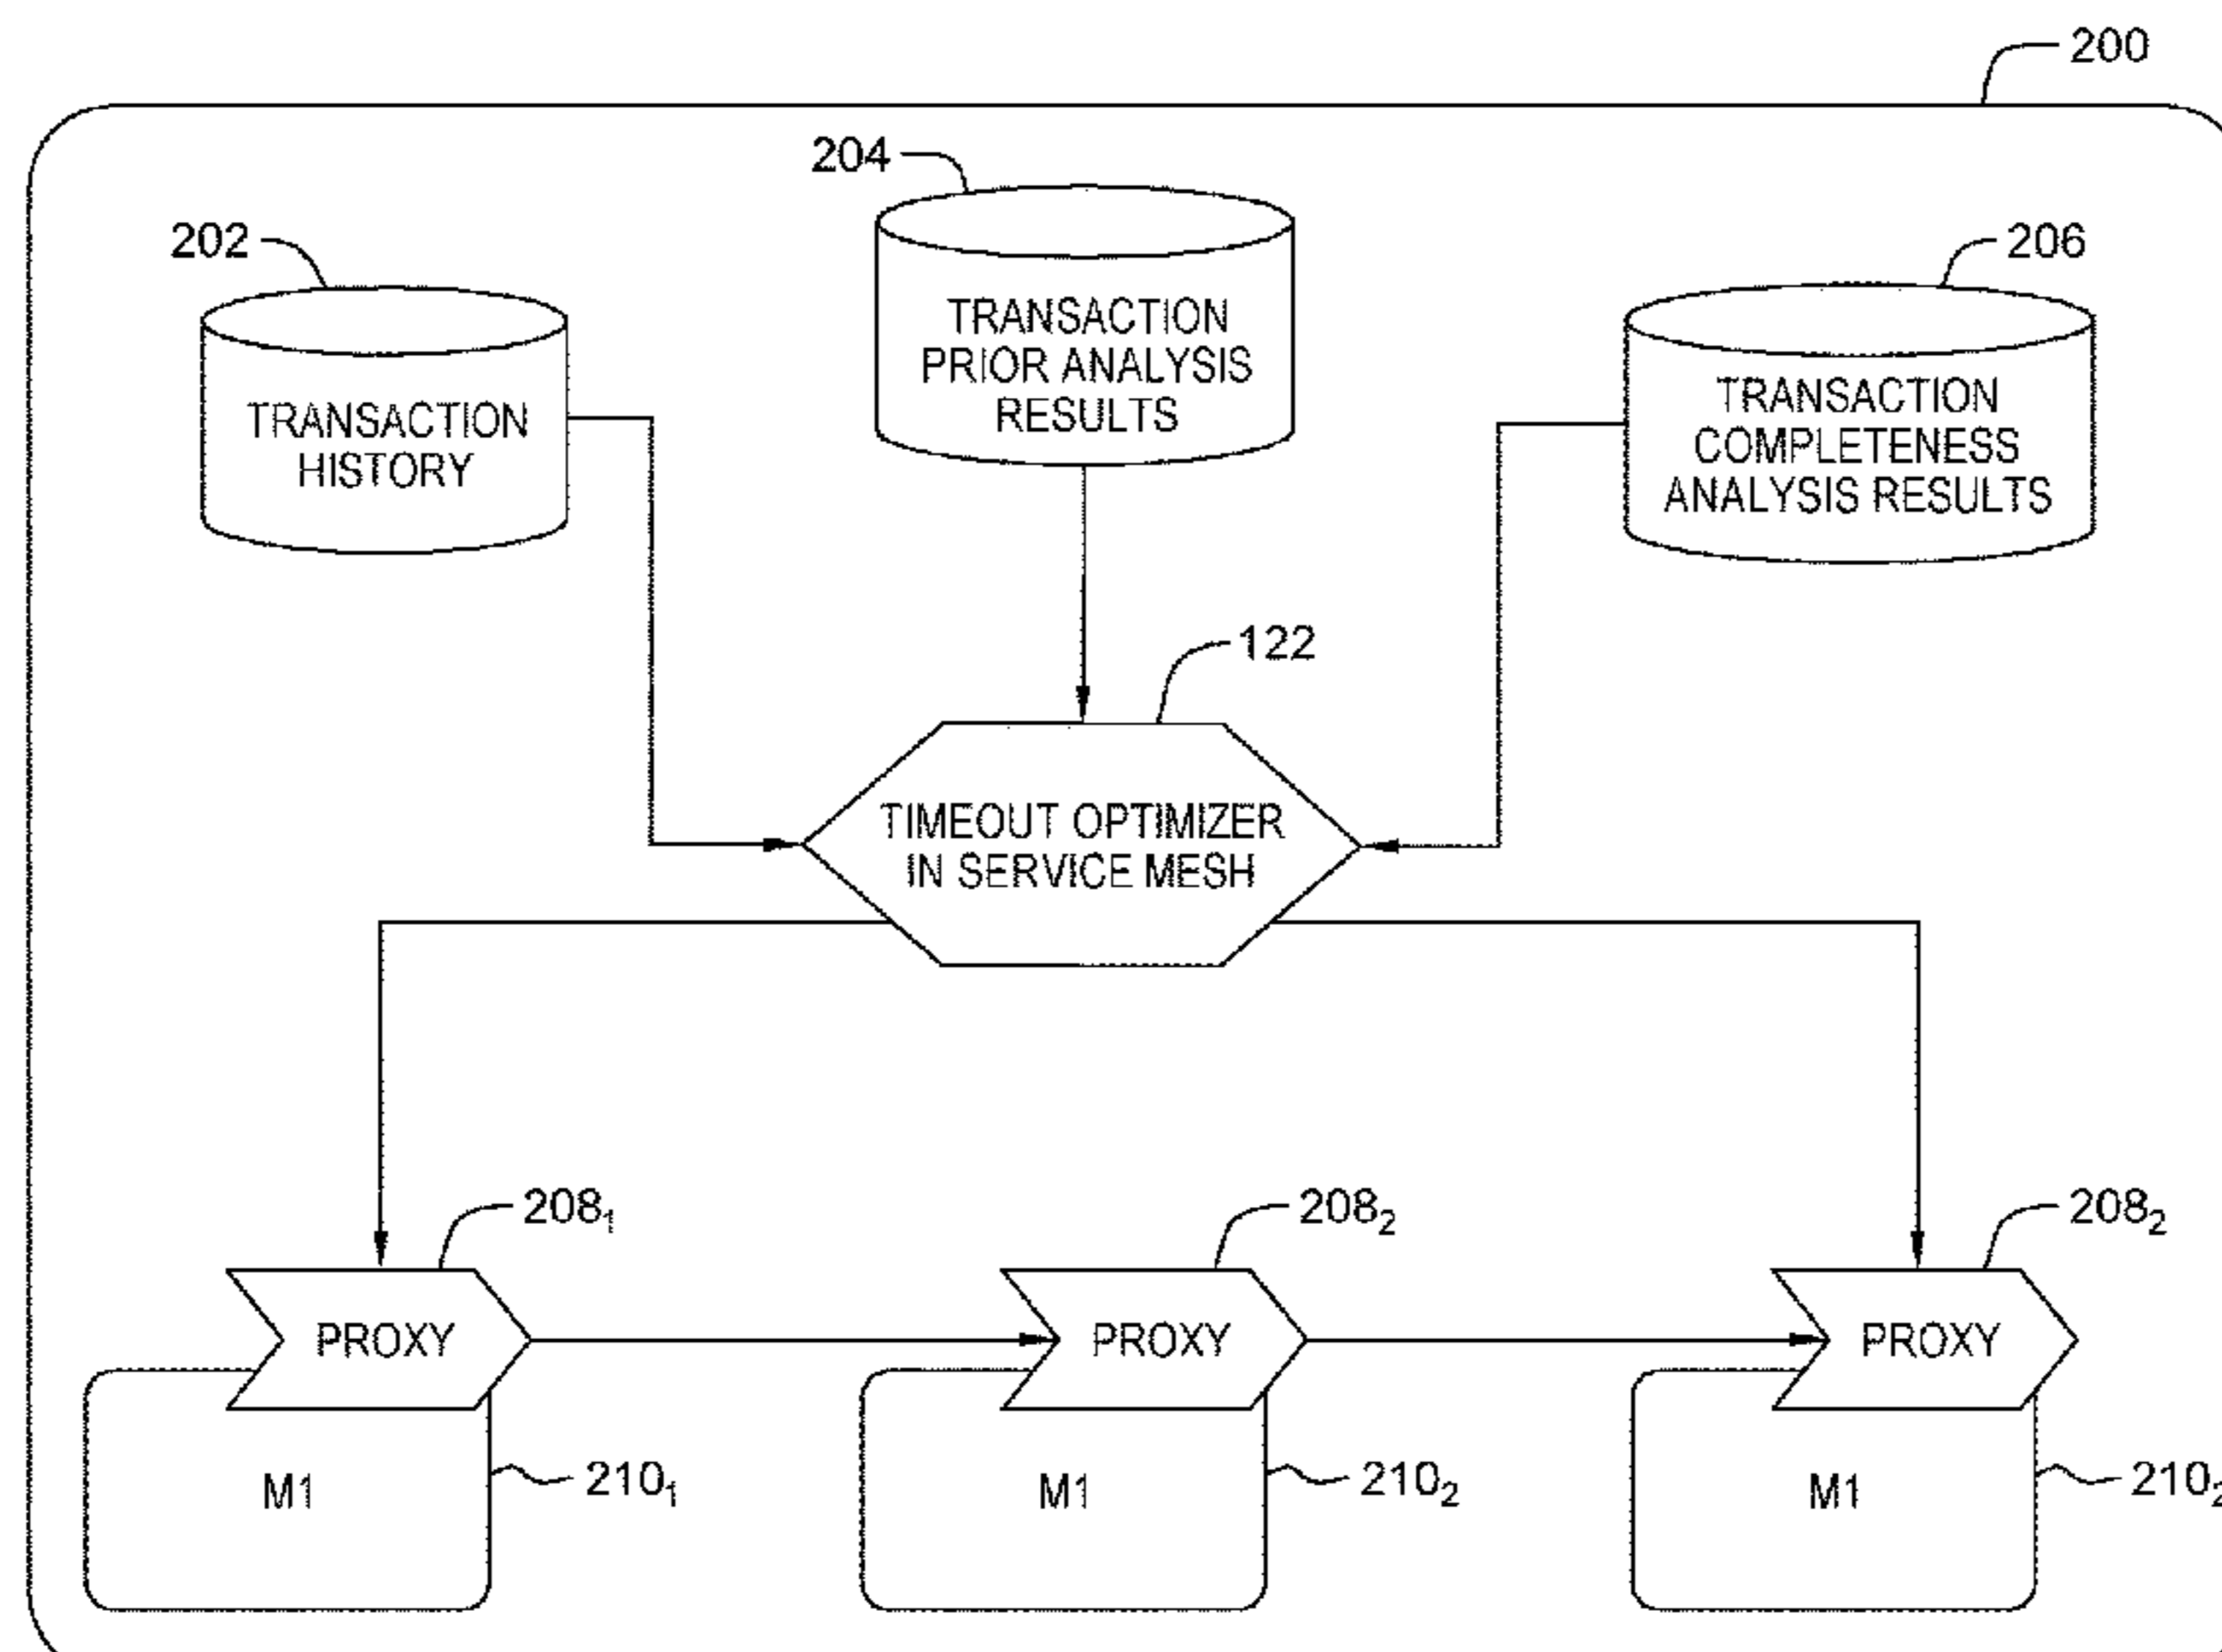 200
204
202
206
TRANSACTION
PRIOR ANALYSIS
RESULTS
TRANSACTION
HISTORY
TRANSACTION
COMPLETENESS
ANALYSIS RESULTS
122
TIMEOUT OPTIMIZER
IN SERVICE MESH
208₁
208₂
208₂
PROXY
PROXY
PROXY
M1
210₁
M1
210₂
M1
210₂